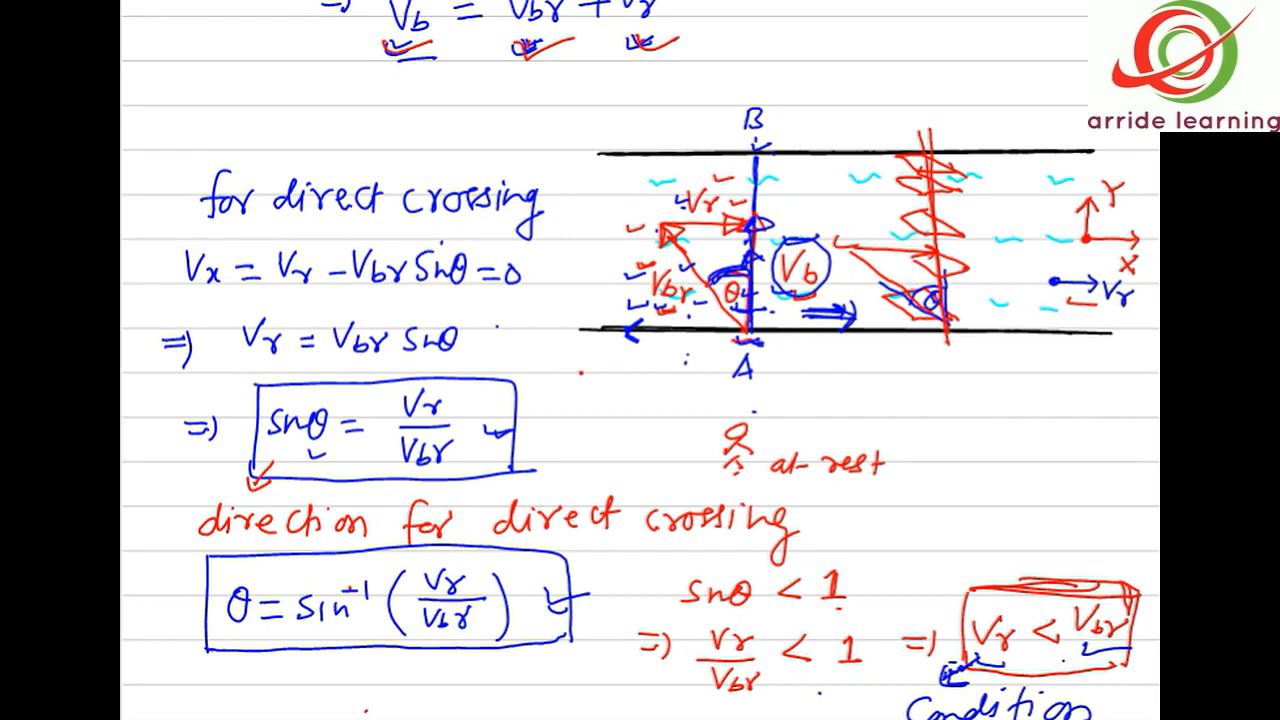 =) Vb = Vbr + Vr
arride learning
B
for direct crossing
Vr
Y
Vx = Vr - Vbr Sinθ = 0
Vbr θ Vb
X
Vr
θ
=) Vr = Vbr Sinθ
A
=) Sinθ = Vr / Vbr
at rest
direction for direct crossing
θ = Sin⁻¹ (Vr / Vbr)
Sinθ < 1
=) Vr / Vbr < 1 =) Vr < Vbr
Condition